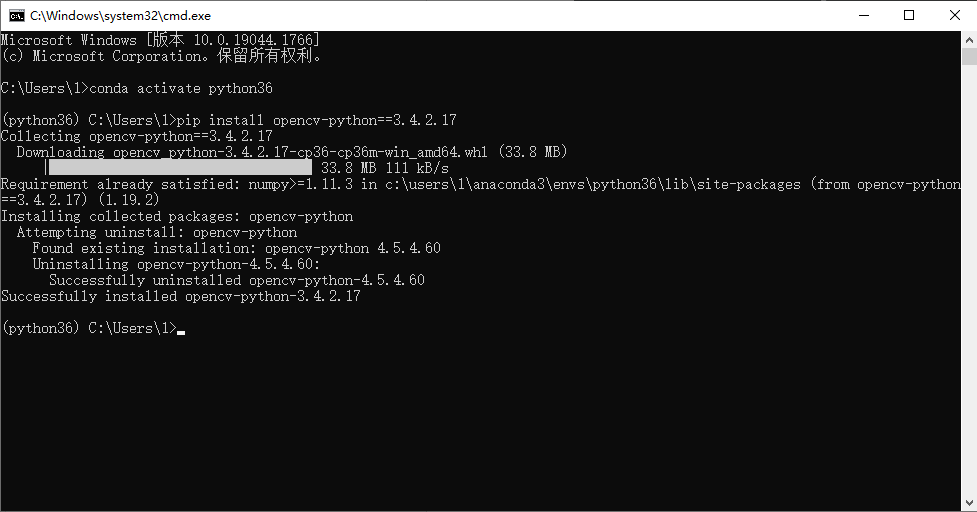 C:\Windows\system32\cmd.exe
Microsoft Windows [版本 10.0.19044.1766]
(c) Microsoft Corporation。保留所有权利。
C:\Users\1>conda activate python36
(python36) C:\Users\1>pip install opencv-python==3.4.2.17
Collecting opencv-python==3.4.2.17
Downloading opencv_python-3.4.2.17-cp36-cp36m-win_amd64.whl (33.8 MB)
33.8 MB 111 kB/s
Requirement already satisfied: numpy>=1.11.3 in c:\users\1\anaconda3\envs\python36\lib\site-packages (from opencv-python
==3.4.2.17) (1.19.2)
Installing collected packages: opencv-python
Attempting uninstall: opencv-python
Found existing installation: opencv-python 4.5.4.60
Uninstalling opencv-python-4.5.4.60:
Successfully uninstalled opencv-python-4.5.4.60
Successfully installed opencv-python-3.4.2.17
(python36) C:\Users\1>